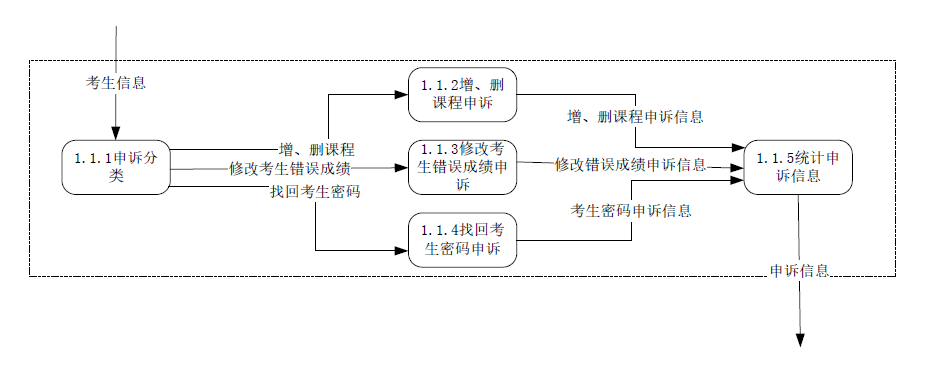 考生信息
1.1.1申诉分
类
增、删课程
修改考生错误成绩
找回考生密码
1.1.2增、删
课程申诉
1.1.3修改考
生错误成绩申
诉
1.1.4找回考
生密码申诉
增、删课程申诉信息
修改错误成绩申诉信息
考生密码申诉信息
1.1.5统计申
诉信息
申诉信息